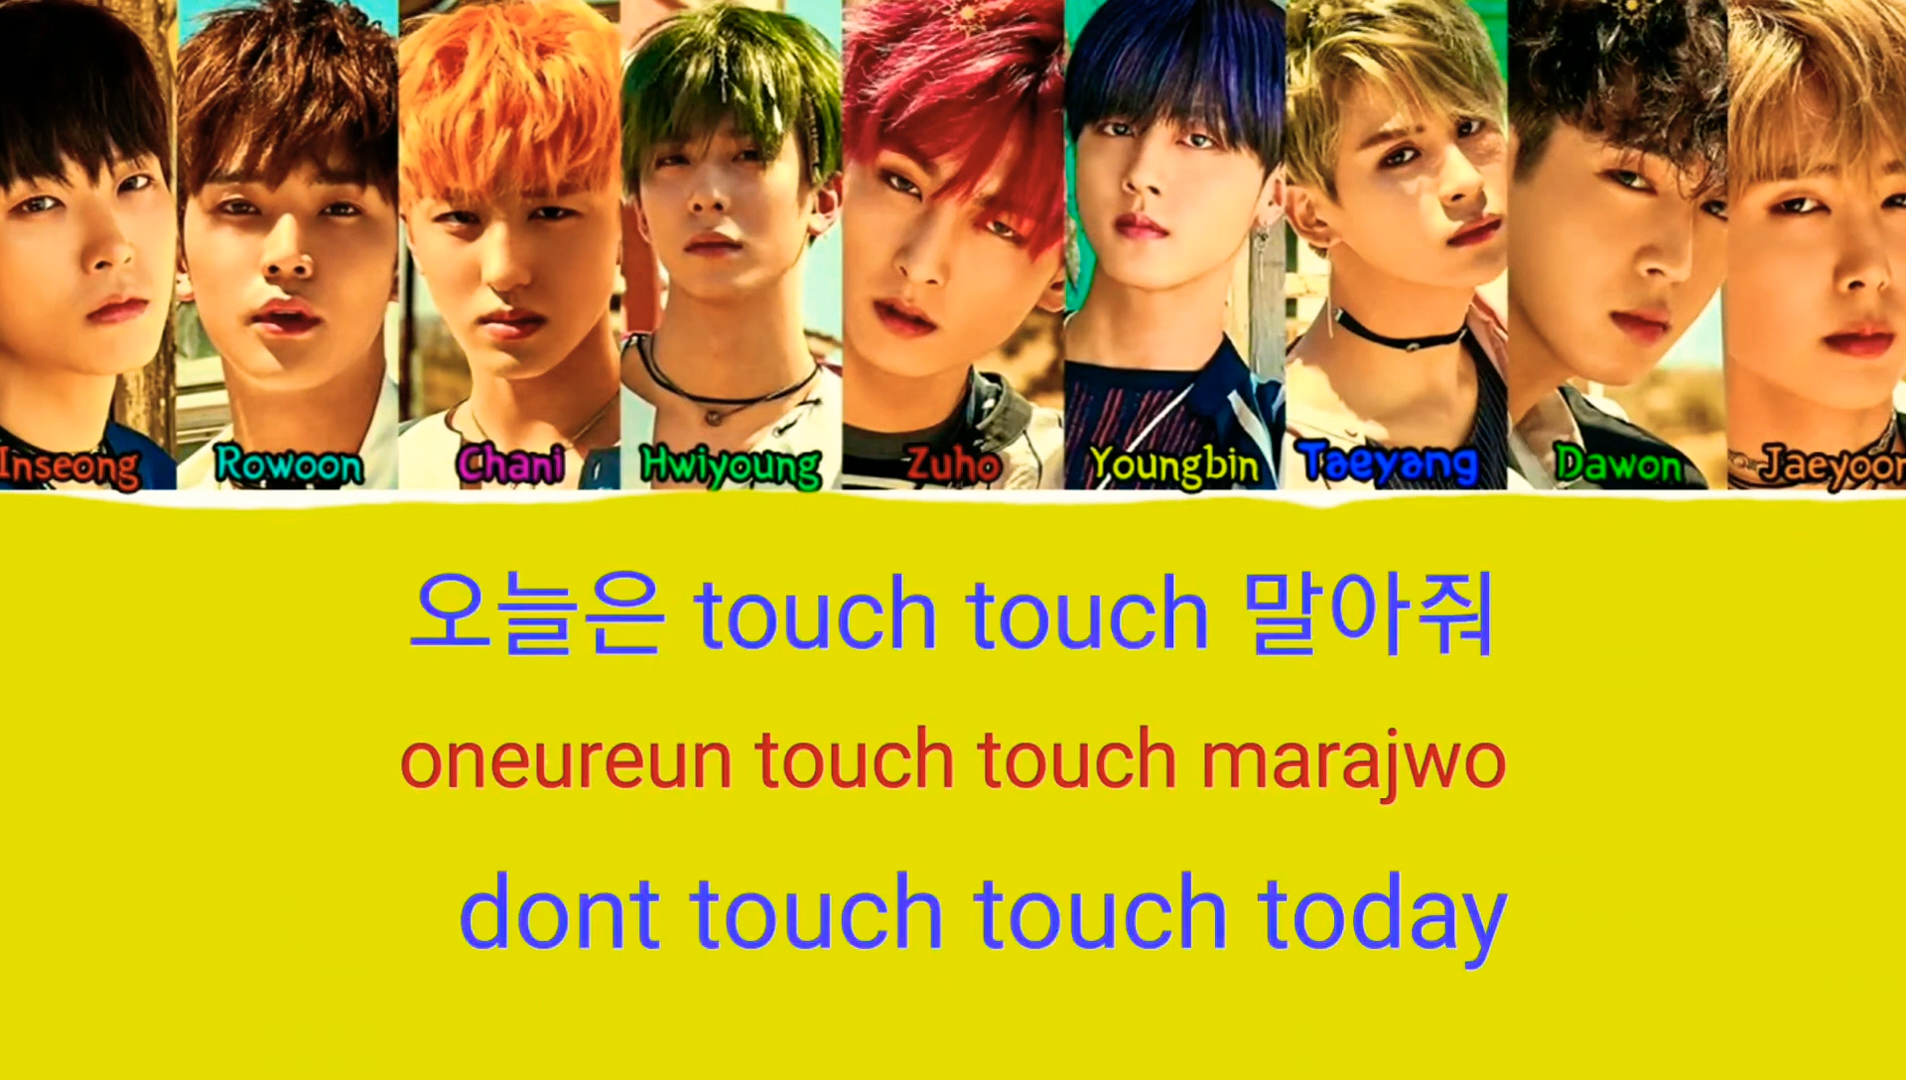 Inseong Rowoon Chani Hwiyoung Zuho Youngbin Taeyang Dawon Jaeyoon
오늘은 touch touch 말아줘
oneureun touch touch marajwo
dont touch touch today